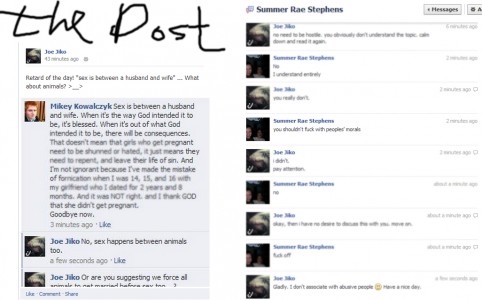 the Post
Joe Jiko
43 minutes ago
Retard of the day! "sex is between a husband and wife" ... What
about animals? >__>
Mikey Kowalczyk Sex is between a husband
and wife. When it's the way God intended it to
be, it's blessed. When it's out of what God
intended it to be, there will be consequences.
That doesn't mean that girls who get pregnant
need to be shunned or hated, it just means they
need to repent, and leave their life of sin. And
I'm not ignorant because I've made the mistake
of fornication when I was 14, 15, and 16 with
my girlfriend who I dated for 2 years and 8
months. And it was NOT right. and I thank GOD
that she didn't get pregnant.
Goodbye now.
3 minutes ago · Like
Joe Jiko No, sex happens between animals
too.
a few seconds ago · Like
Joe Jiko Or are you suggesting we force all
animals to get married before sex too...?
Like · Comment · Share
Summer Rae Stephens
Messages
Joe Jiko
no need to be hostile. you obviously don't understand the topic, calm
down and read it again.
Summer Rae Stephens
2 minutes ago
No
I understand entirely
Joe Jiko
2 minutes ago
you really don't.
Summer Rae Stephens
2 minutes ago
you shouldn't fuck with peoples' morals
Joe Jiko
i didn't.
pay attention.
Summer Rae Stephens
about a minute ago
no
Joe Jiko
about a minute ago
okay, then i have no desire to discuss this with you. move on.
Summer Rae Stephens
about a minute ago
fuck off
Joe Jiko
a few seconds ago
Gladly. I don't associate with abusive people Have a nice day.